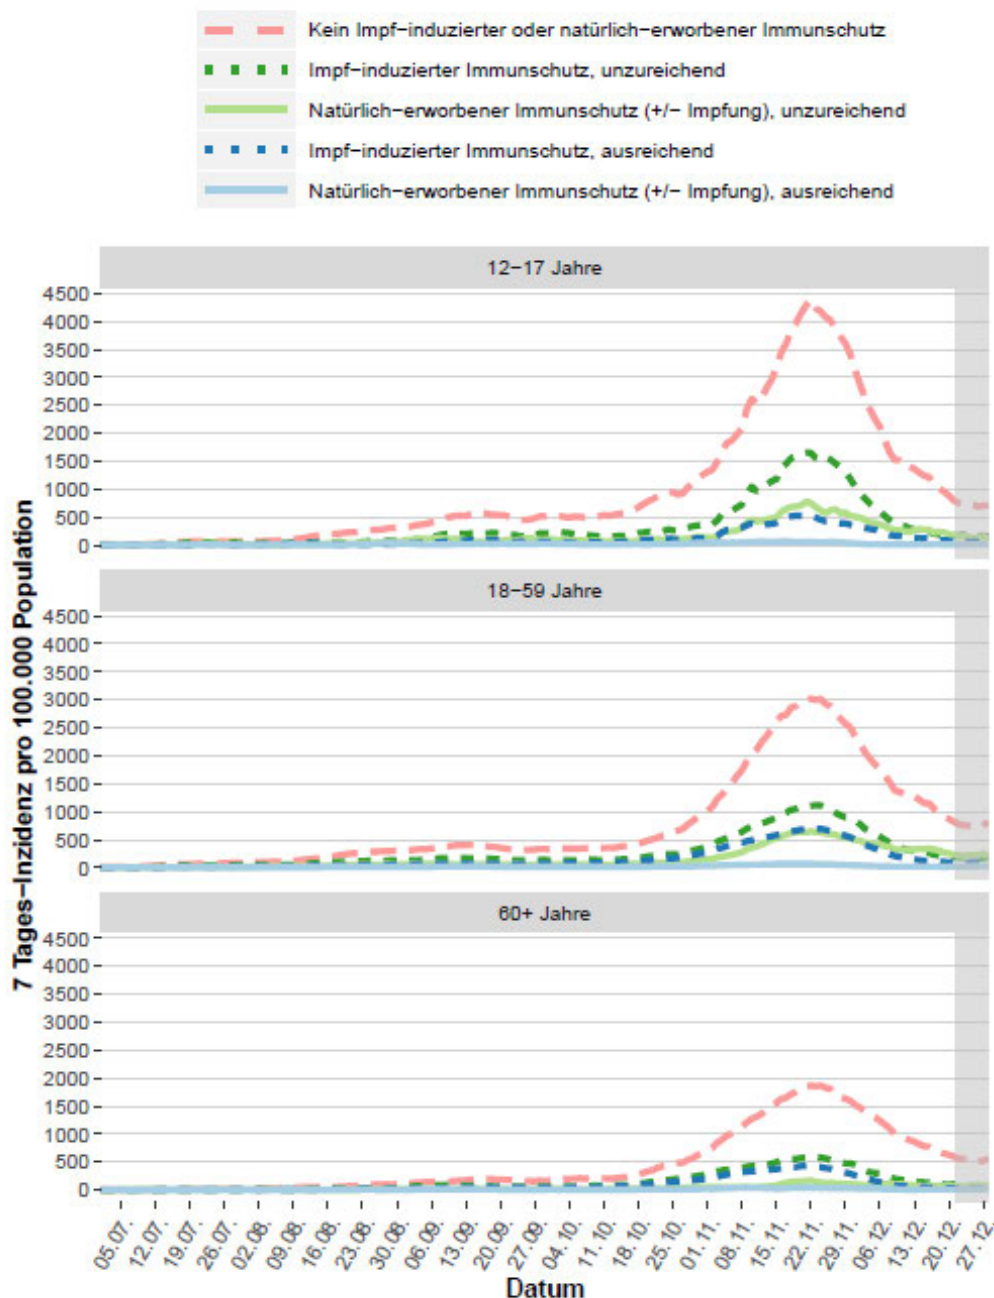 Kein Impf-induzierter oder natürlich-erworbener Immunschutz
Impf-induzierter Immunschutz, unzureichend
Natürlich-erworbener Immunschutz (+/- Impfung), unzureichend
Impf-induzierter Immunschutz, ausreichend
Natürlich-erworbener Immunschutz (+/- Impfung), ausreichend
7 Tages-Inzidenz pro 100.000 Population
12-17 Jahre
4500
4000
3500
3000
2500
2000
1500
1000
500
0
18-59 Jahre
4500
4000
3500
3000
2500
2000
1500
1000
500
0
60+ Jahre
4500
4000
3500
3000
2500
2000
1500
1000
500
0
05.07. 12.07. 19.07. 26.07. 02.08. 09.08. 16.08. 23.08. 30.08. 06.09. 13.09. 20.09. 27.09. 04.10. 11.10. 18.10. 25.10. 01.11. 08.11. 15.11. 22.11. 29.11. 06.12. 13.12. 20.12. 27.12.
Datum